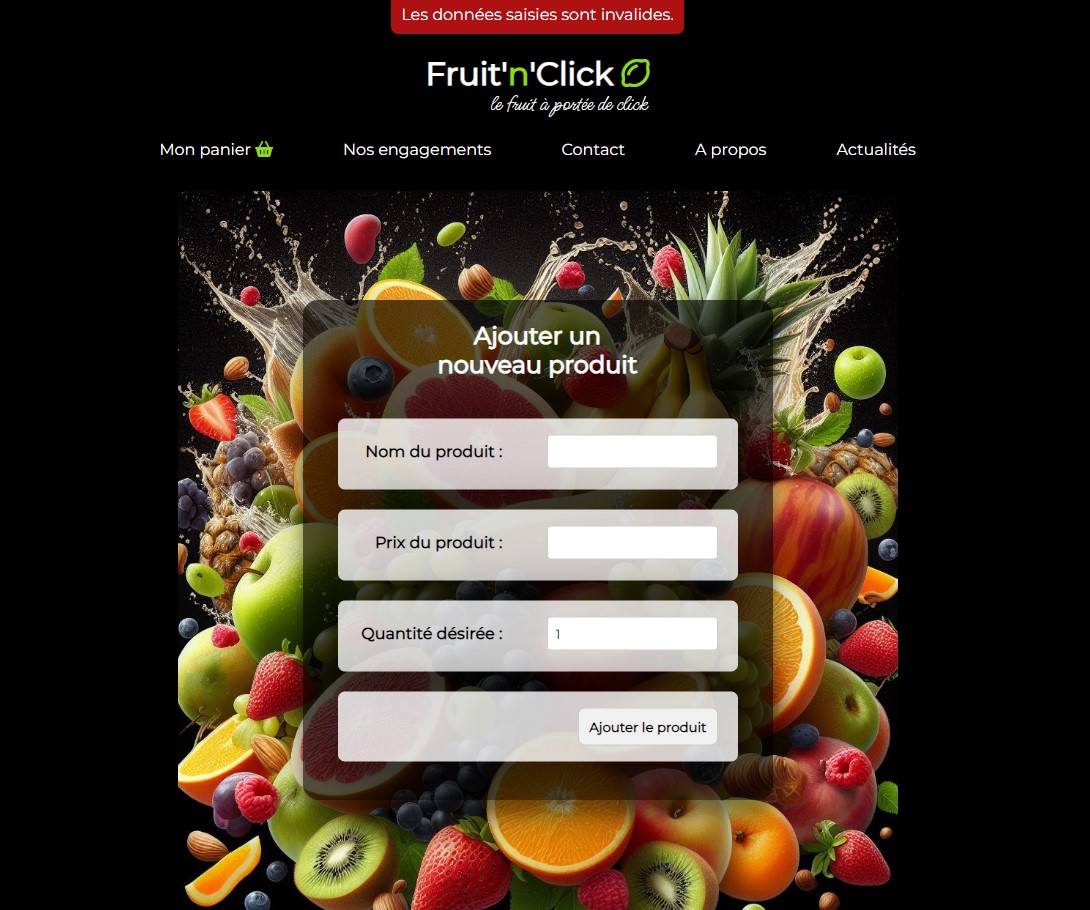 Les données saisies sont invalides.
Fruit'n'Click
le fruit à portée de click
Mon panier
Nos engagements
Contact
A propos
Actualités
Ajouter un
nouveau produit
Nom du produit :
Prix du produit :
Quantité désirée :
1
Ajouter le produit